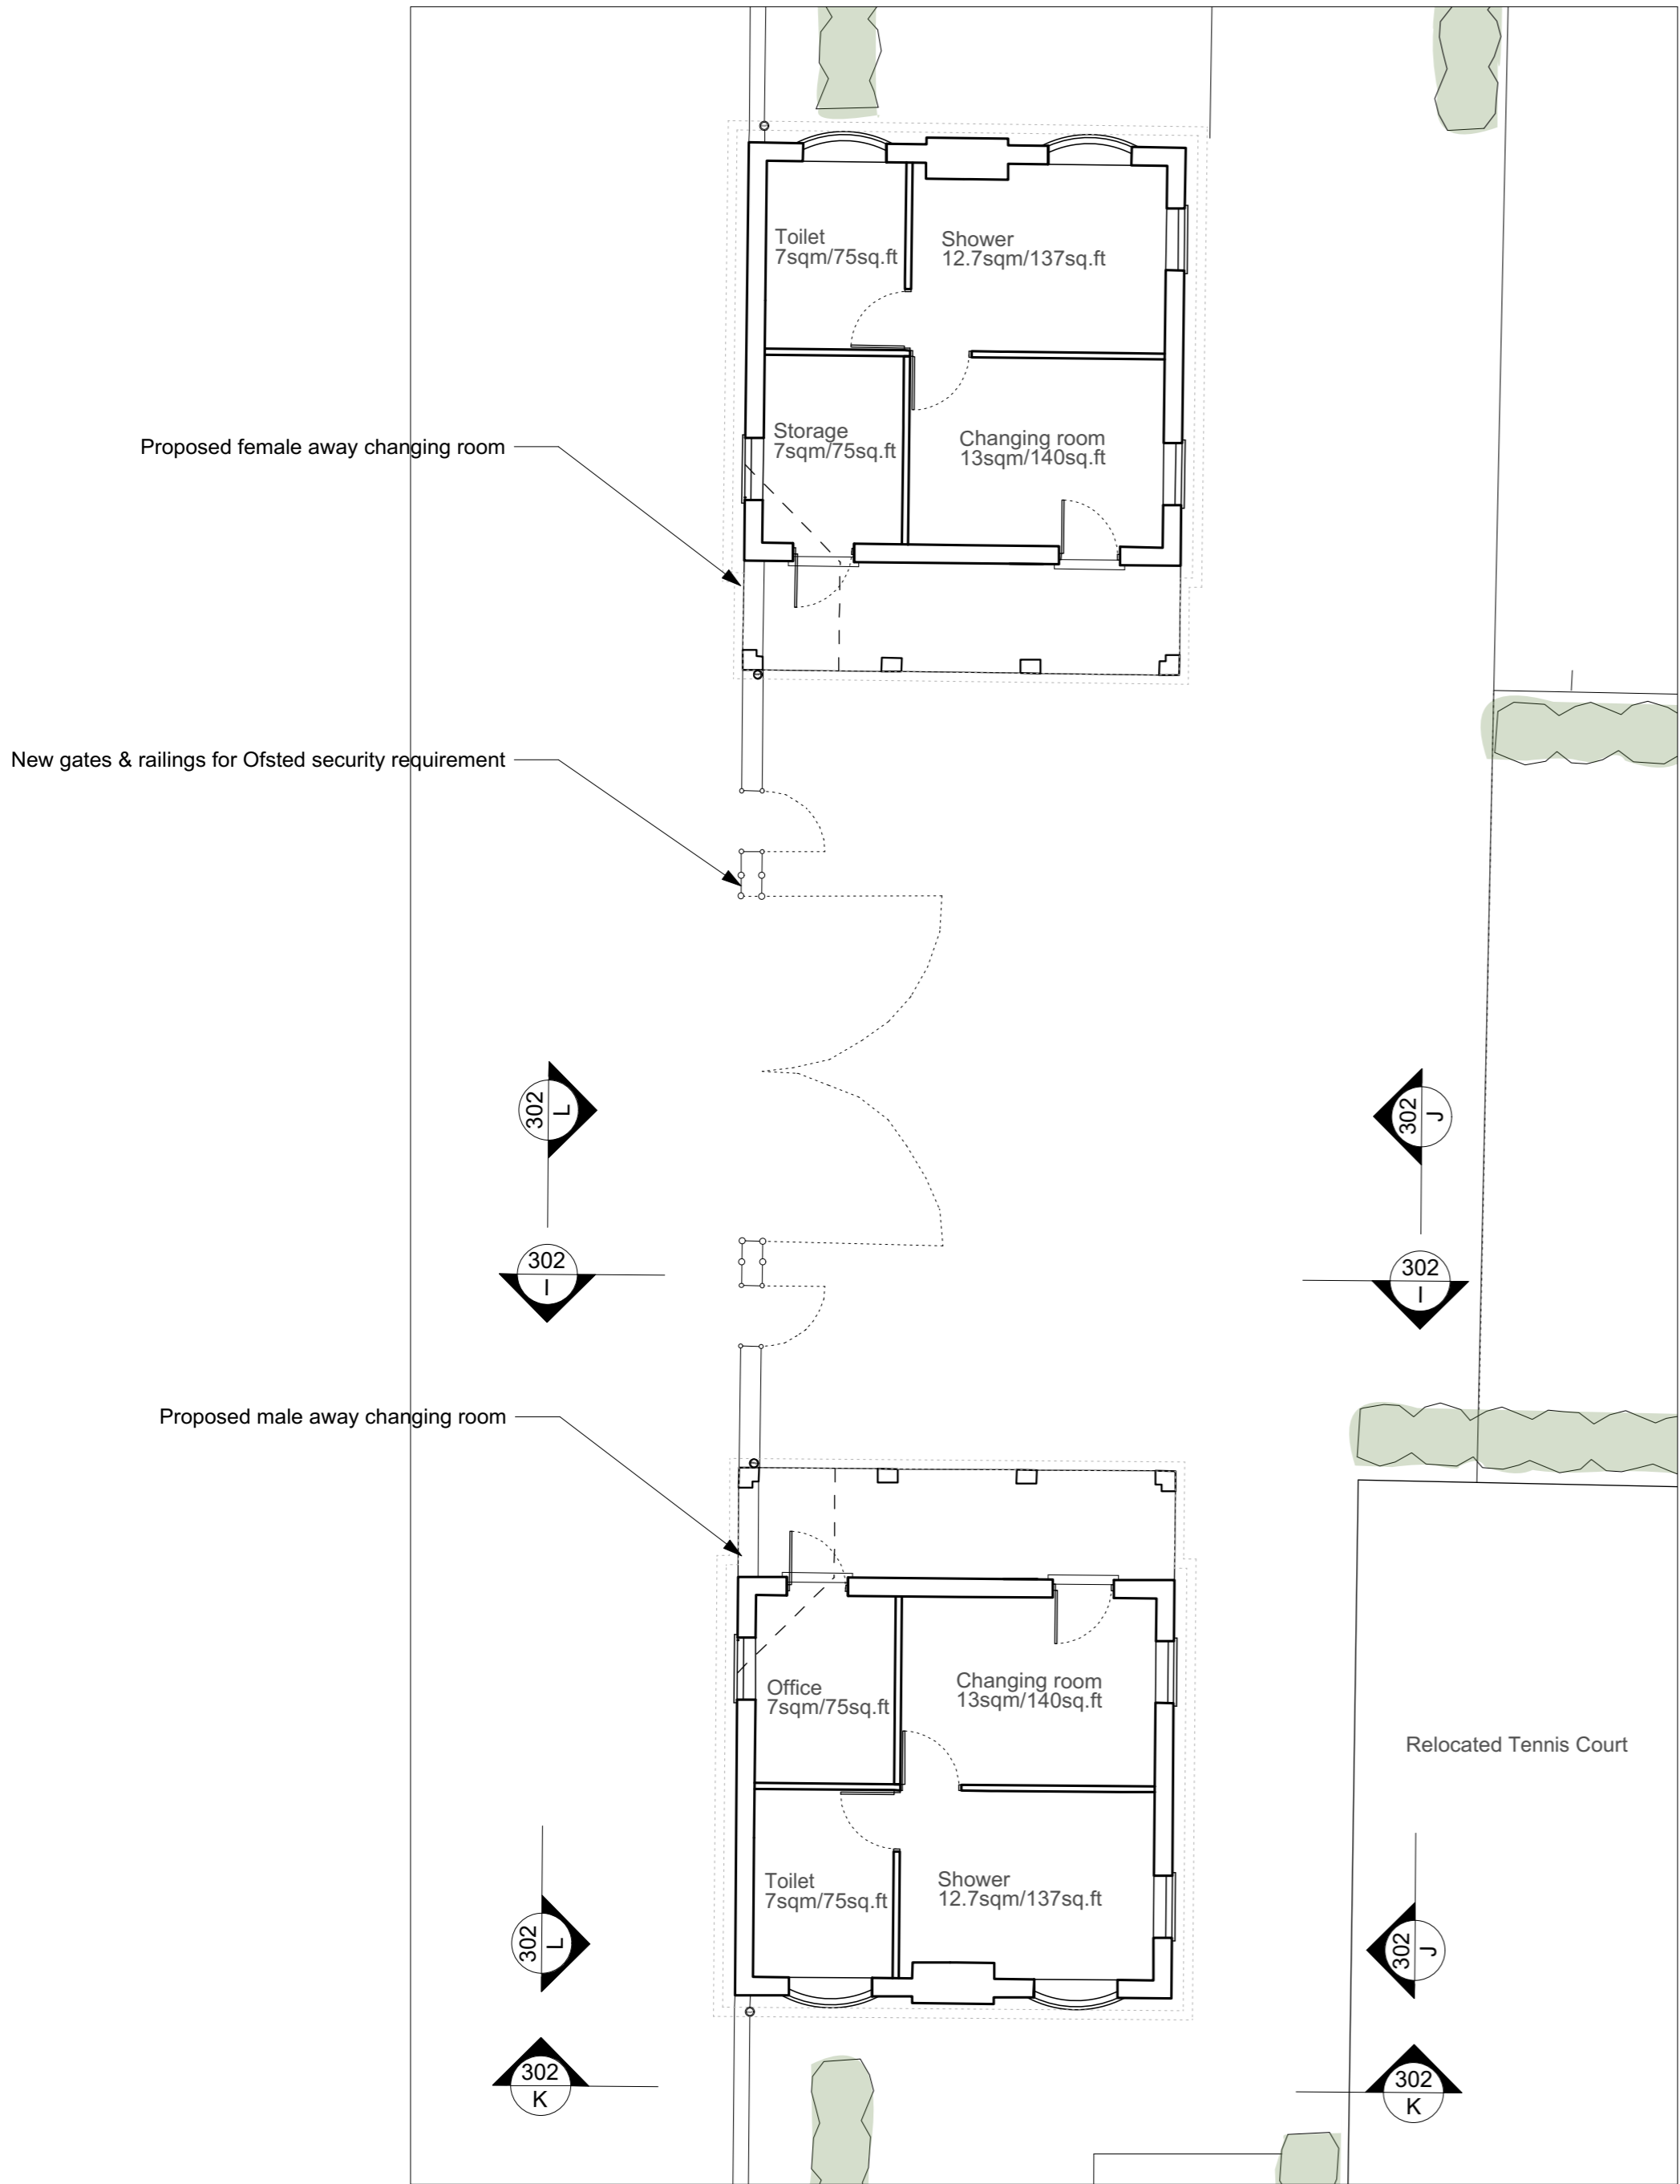 Toilet
7sqm/75sq.ft
Shower
12.7sqm/137sq.ft
Proposed female away changing room
Storage
7sqm/75sq.ft
Changing room
13sqm/140sq.ft
New gates & railings for Ofsted security requirement
302
L
302
J
302
I
302
I
Proposed male away changing room
Office
7sqm/75sq.ft
Changing room
13sqm/140sq.ft
Relocated Tennis Court
Toilet
7sqm/75sq.ft
Shower
12.7sqm/137sq.ft
302
L
302
J
302
K
302
K